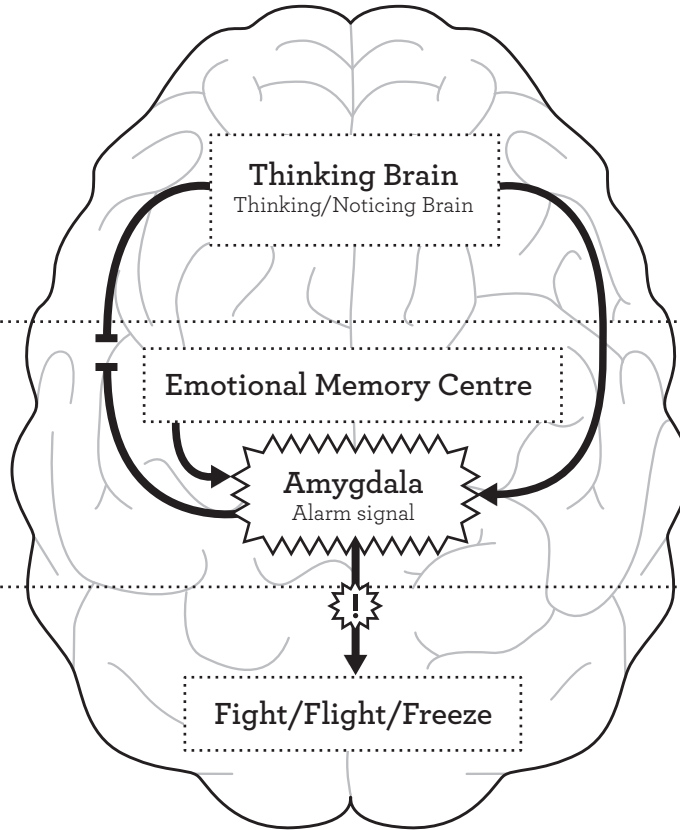 Thinking Brain
Thinking/Noticing Brain
Emotional Memory Centre
Amygdala
Alarm signal
!
Fight/Flight/Freeze